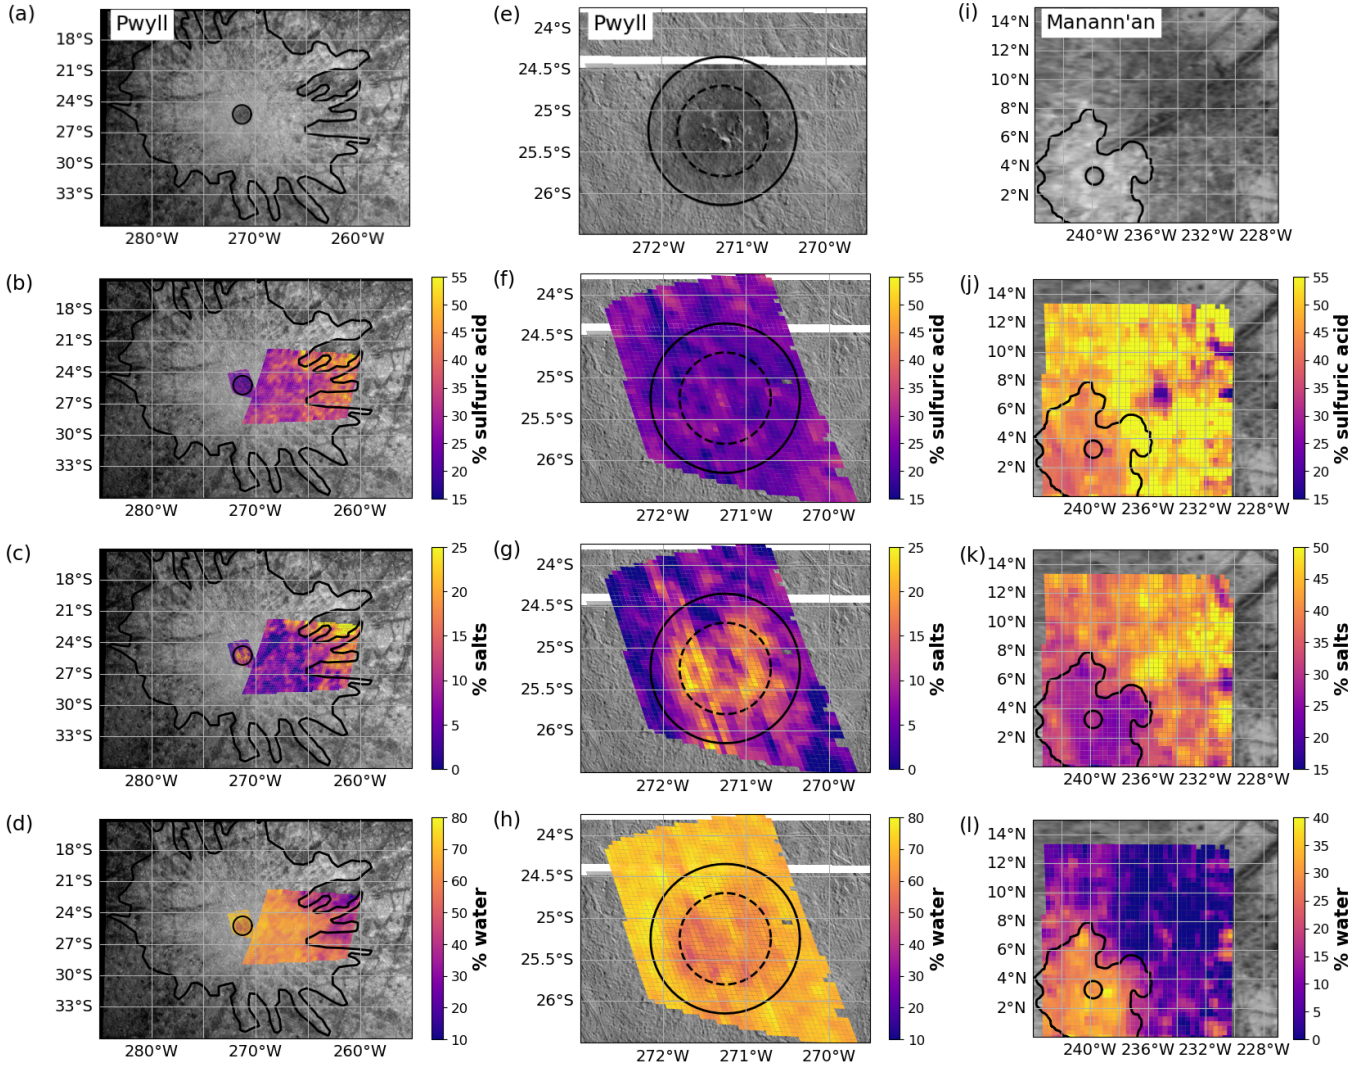 (a)
Pwyll
18°S
21°S
24°S
27°S
30°S
33°S
280°W 270°W 260°W
(e)
Pwyll
24°S
24.5°S
25°S
25.5°S
26°S
272°W 271°W 270°W
(i)
Manann'an
14°N
12°N
10°N
8°N
6°N
4°N
2°N
240°W 236°W 232°W 228°W
(b)
18°S
21°S
24°S
27°S
30°S
33°S
280°W 270°W 260°W
55
50
45
40
35
30
25
20
15
% sulfuric acid
(f)
24°S
24.5°S
25°S
25.5°S
26°S
272°W 271°W 270°W
55
50
45
40
35
30
25
20
15
% sulfuric acid
(j)
14°N
12°N
10°N
8°N
6°N
4°N
2°N
240°W 236°W 232°W 228°W
55
50
45
40
35
30
25
20
15
% sulfuric acid
(c)
18°S
21°S
24°S
27°S
30°S
33°S
280°W 270°W 260°W
25
20
15
10
5
0
% salts
(g)
24°S
24.5°S
25°S
25.5°S
26°S
272°W 271°W 270°W
25
20
15
10
5
0
% salts
(k)
14°N
12°N
10°N
8°N
6°N
4°N
2°N
240°W 236°W 232°W 228°W
50
45
40
35
30
25
20
15
% salts
(d)
18°S
21°S
24°S
27°S
30°S
33°S
280°W 270°W 260°W
80
70
60
50
40
30
20
10
% water
(h)
24°S
24.5°S
25°S
25.5°S
26°S
272°W 271°W 270°W
80
70
60
50
40
30
20
10
% water
(l)
14°N
12°N
10°N
8°N
6°N
4°N
2°N
240°W 236°W 232°W 228°W
40
35
30
25
20
15
10
5
0
% water